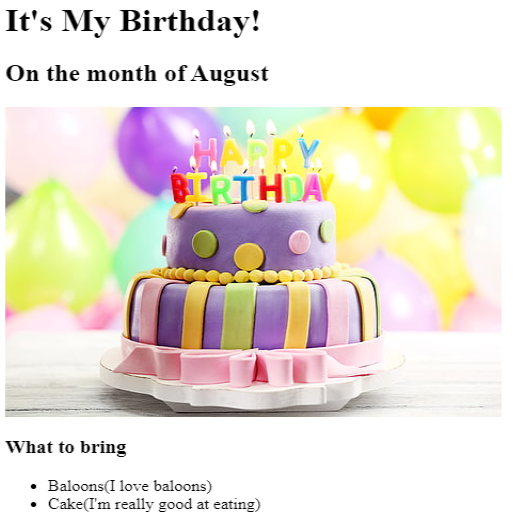 It's My Birthday!
On the month of August
HAPPY
BIRTHDAY
What to bring
Baloons(I love baloons)
Cake(I'm really good at eating)